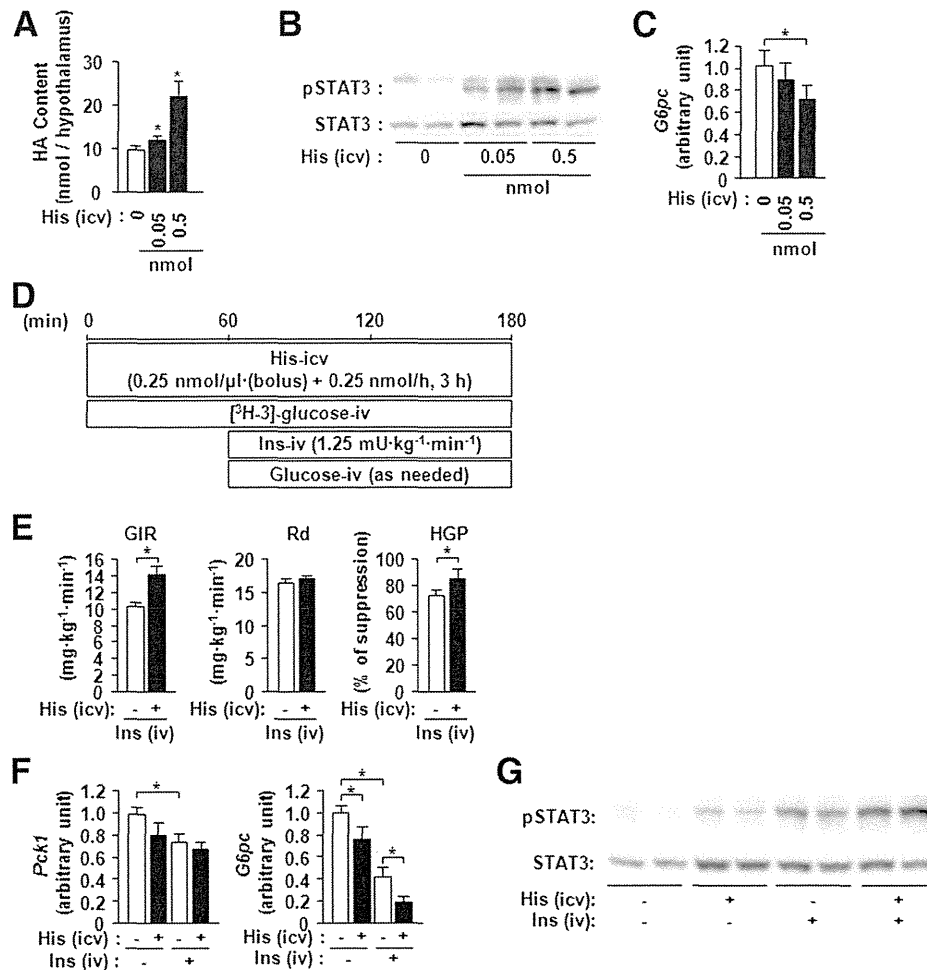 A
HA Content
(nmol / hypothalamus)
30
20
10
0
*
*
His (icv) :
0
0.05
0.5
nmol
B
pSTAT3 :
STAT3 :
His (icv) :
0
0.05
0.5
nmol
C
G6pc
(arbitrary unit)
1.2
1.0
0.8
0.6
0.4
0.2
0
*
His (icv) :
0
0.05
0.5
nmol
D
(min)
0
60
120
180
His-icv
(0.25 nmol/µl·(bolus) + 0.25 nmol/h, 3 h)
[³H-3]-glucose-iv
Ins-iv (1.25 mU·kg⁻¹·min⁻¹)
Glucose-iv (as needed)
E
GIR
(mg·kg⁻¹·min⁻¹)
16
14
12
10
8
6
4
2
0
*
His (icv):
- +
Ins (iv)
Rd
(mg·kg⁻¹·min⁻¹)
20
15
10
5
0
His (icv):
- +
Ins (iv)
HGP
(% of suppression)
100
80
60
40
20
0
*
His (icv):
- +
Ins (iv)
F
Pck1
(arbitrary unit)
1.2
1.0
0.8
0.6
0.4
0.2
0
*
His (icv) :
- + - +
Ins (iv) :
- +
G6pc
(arbitrary unit)
1.2
1.0
0.8
0.6
0.4
0.2
0
*
*
*
His (icv) :
- + - +
Ins (iv) :
- +
G
pSTAT3:
STAT3:
His (icv):
- + - +
Ins (iv):
- - + +